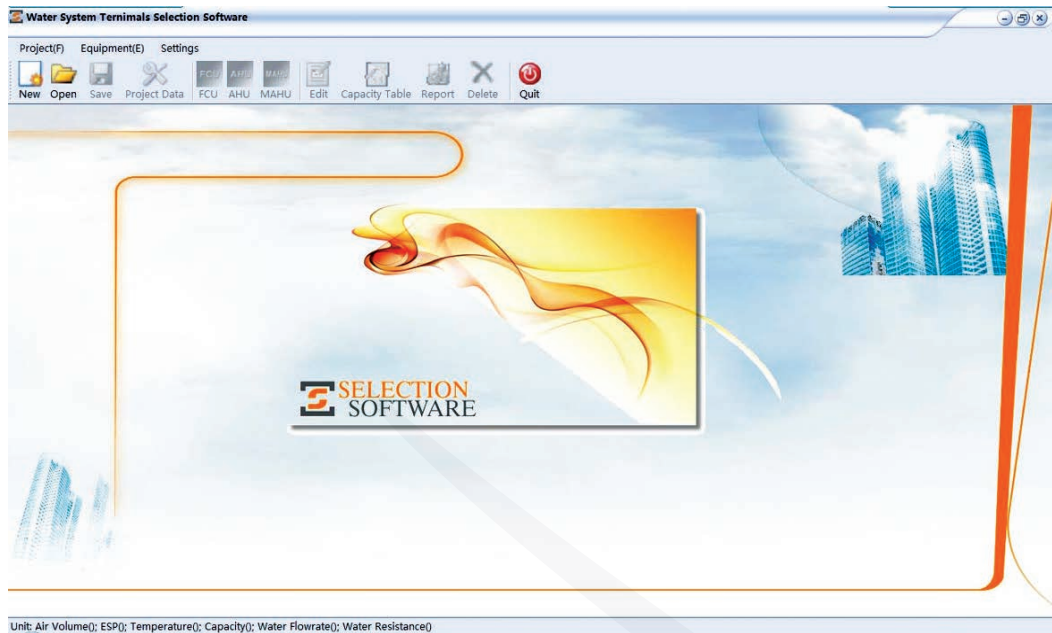 Water System Ternimals Selection Software
Project(F) Equipment(E) Settings
FCU AHU MAHU
New Open Save Project Data FCU AHU MAHU Edit Capacity Table Report Delete Quit
SELECTION
SOFTWARE
Unit: Air Volume(); ESP(); Temperature(); Capacity(); Water Flowrate(); Water Resistance()